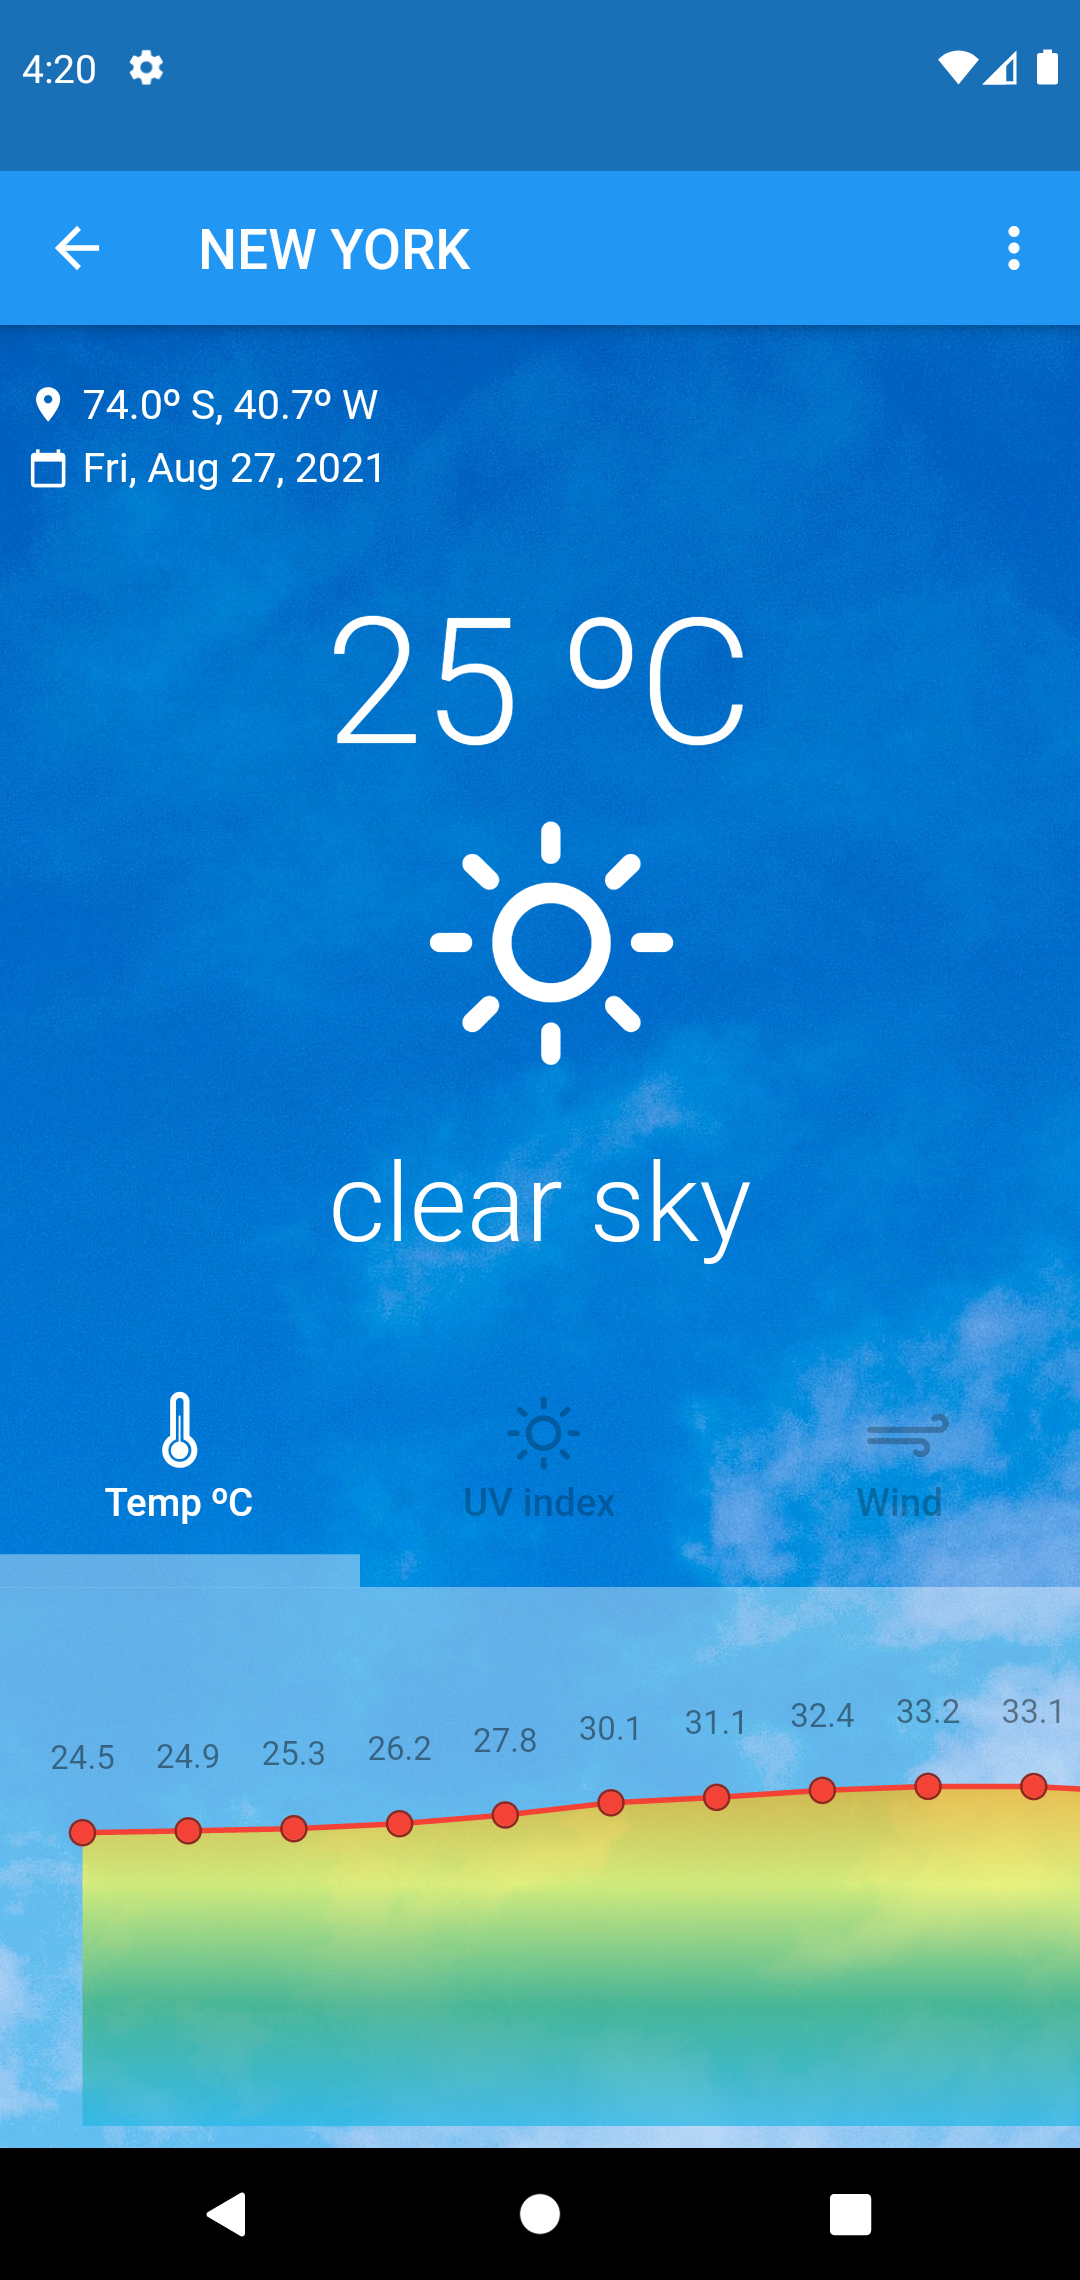 4:20
NEW YORK
74.0º S, 40.7º W
Fri, Aug 27, 2021
25 ºC
clear sky
Temp ºC UV index Wind
24.5 24.9 25.3 26.2 27.8 30.1 31.1 32.4 33.2 33.1